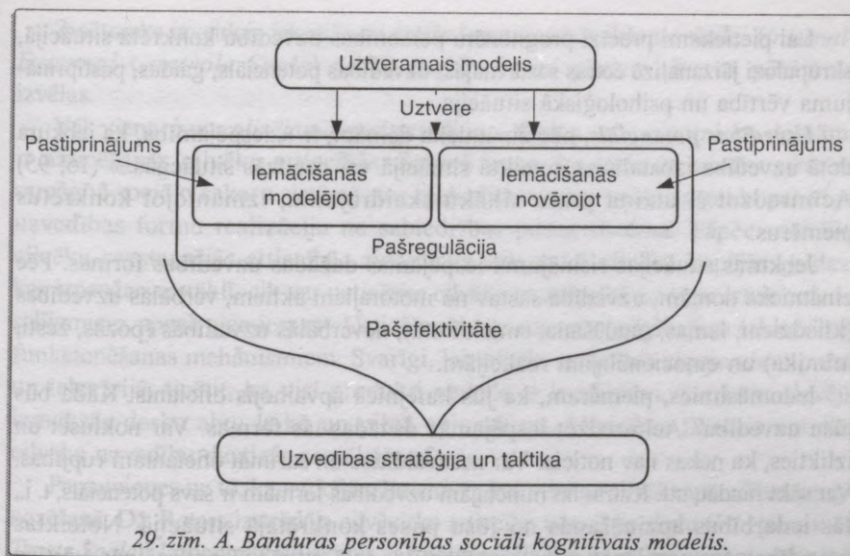 Uztveramais modelis
Uztvere
Pastiprinājums
Pastiprinājums
Iemācīšanās
modelējot
Iemācīšanās
novērojot
Pašregulācija
Pašefektivitāte
Uzvedības stratēģija un taktika
29. zīm. A. Banduras personības sociāli kognitīvais modelis.